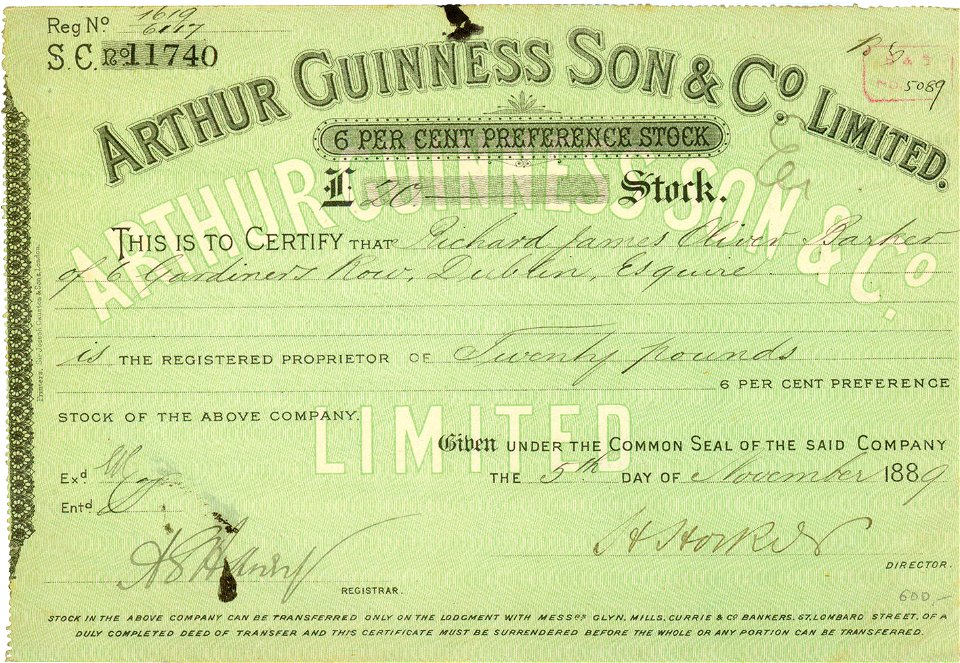 Reg No. 1619
6117
S.C. No 11740
5089
ARTHUR GUINNESS SON & Co LIMITED.
6 PER CENT PREFERENCE STOCK
£ 20 Stock.
ARTHUR GUINNESS SON & Co.
THIS IS TO CERTIFY THAT Richard James Oliver Barker
of 6 Gardiners Row, Dublin, Esquire
is THE REGISTERED PROPRIETOR OF Twenty pounds
6 PER CENT PREFERENCE
STOCK OF THE ABOVE COMPANY.
LIMITED
Given UNDER THE COMMON SEAL OF THE SAID COMPANY
THE 5th DAY OF November 1889
Exd
Entd
REGISTRAR.
DIRECTOR.
600-
STOCK IN THE ABOVE COMPANY CAN BE TRANSFERRED ONLY ON THE LODGMENT WITH MESSRS GLYN, MILLS, CURRIE & CO BANKERS. 67, LOMBARD STREET, OF A
DULY COMPLETED DEED OF TRANSFER AND THIS CERTIFICATE MUST BE SURRENDERED BEFORE THE WHOLE OR ANY PORTION CAN BE TRANSFERRED.